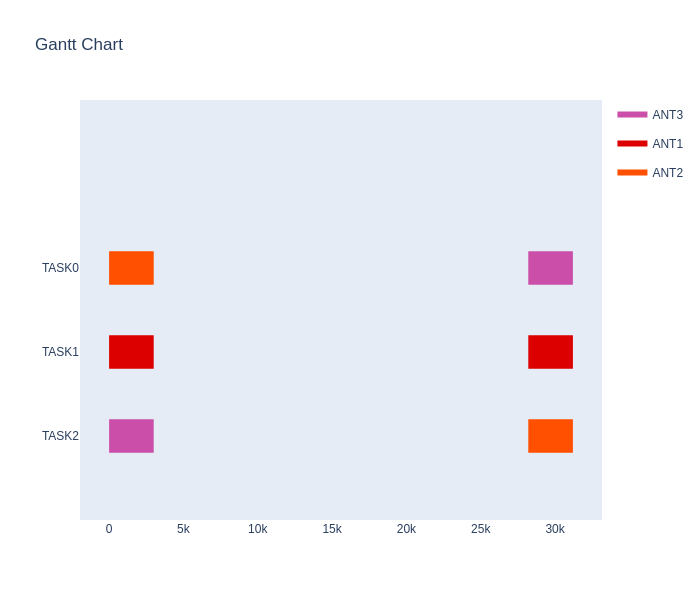 Gantt Chart
ANT3
ANT1
ANT2
TASK0
TASK1
TASK2
0 5k 10k 15k 20k 25k 30k